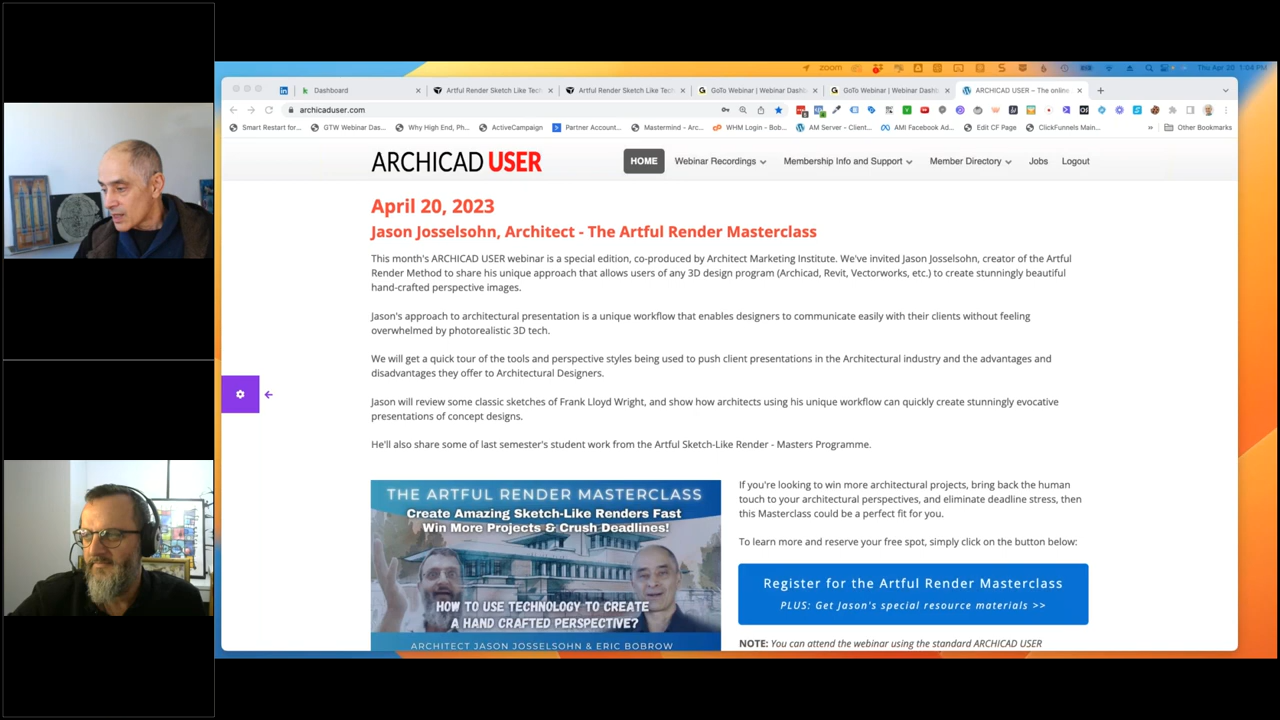 zoom
Thu Apr 20 1:04 PM
Dashboard
Artful Render Sketch Like Tech
Artful Render Sketch Like Tech
GoTo Webinar | Webinar Dashb
GoTo Webinar | Webinar Dashb
ARCHICAD USER – The online
archicaduser.com
Smart Restart for...
GTW Webinar Das...
Why High End, Ph...
ActiveCampaign
Partner Account...
Mastermind - Arc...
WHM Login - Bob...
AM Server - Client...
AMI Facebook Ad...
Edit CF Page
ClickFunnels Main...
Other Bookmarks
ARCHICAD USER
HOME
Webinar Recordings
Membership Info and Support
Member Directory
Jobs
Logout
April 20, 2023
Jason Josselsohn, Architect - The Artful Render Masterclass
This month's ARCHICAD USER webinar is a special edition, co-produced by Architect Marketing Institute. We've invited Jason Josselsohn, creator of the Artful
Render Method to share his unique approach that allows users of any 3D design program (Archicad, Revit, Vectorworks, etc.) to create stunningly beautiful
hand-crafted perspective images.
Jason's approach to architectural presentation is a unique workflow that enables designers to communicate easily with their clients without feeling
overwhelmed by photorealistic 3D tech.
We will get a quick tour of the tools and perspective styles being used to push client presentations in the Architectural industry and the advantages and
disadvantages they offer to Architectural Designers.
Jason will review some classic sketches of Frank Lloyd Wright, and show how architects using his unique workflow can quickly create stunningly evocative
presentations of concept designs.
He'll also share some of last semester's student work from the Artful Sketch-Like Render - Masters Programme.
THE ARTFUL RENDER MASTERCLASS
Create Amazing Sketch-Like Renders Fast
Win More Projects & Crush Deadlines!
HOW TO USE TECHNOLOGY TO CREATE
A HAND CRAFTED PERSPECTIVE?
ARCHITECT JASON JOSSELSOHN & ERIC BOBROW
If you're looking to win more architectural projects, bring back the human
touch to your architectural perspectives, and eliminate deadline stress, then
this Masterclass could be a perfect fit for you.
To learn more and reserve your free spot, simply click on the button below:
Register for the Artful Render Masterclass
PLUS: Get Jason's special resource materials >>
NOTE: You can attend the webinar using the standard ARCHICAD USER